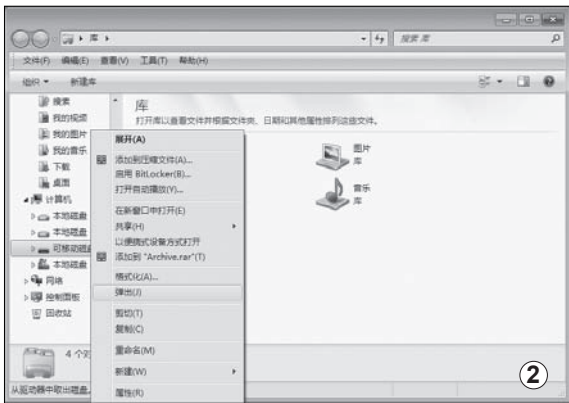 库
搜索 库
文件(F) 编辑(E) 查看(V) 工具(T) 帮助(H)
组织 新建库
搜索
我的视频
我的图片
我的音乐
下载
桌面
计算机
本地磁盘
本地磁盘
可移动磁盘
本地磁盘
网络
控制面板
回收站
库
打开库以查看文件并根据文件夹、日期和其他属性排列这些文件。
图片
库
音乐
库
展开(A)
添加到压缩文件(A)...
启用 BitLocker(B)...
打开自动播放(Y)...
在新窗口中打开(E)
共享(H)
以便携式设备方式打开
添加到 "Archive.rar"(T)
格式化(A)...
弹出(J)
剪切(T)
复制(C)
重命名(M)
新建(W)
属性(R)
4 个对
从驱动器中取出磁盘。
2